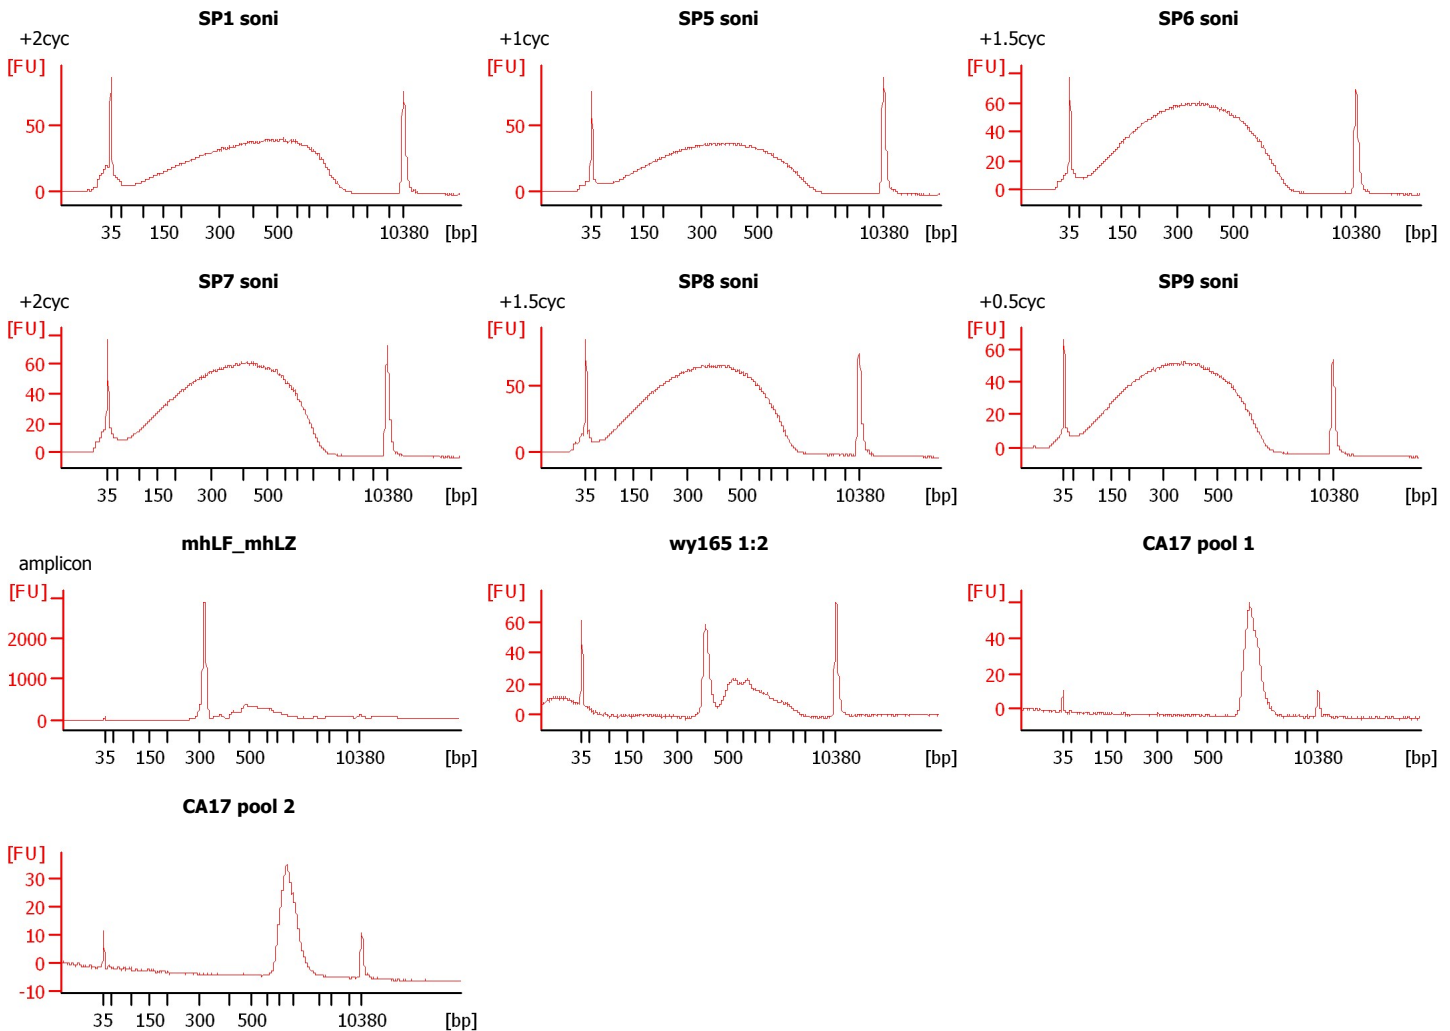 SP1 soni
+2cyc
[FU]
50
0
35 150 300 500 10380 [bp]
SP5 soni
+1cyc
[FU]
50
0
35 150 300 500 10380 [bp]
SP6 soni
+1.5cyc
[FU]
60
40
20
0
35 150 300 500 10380 [bp]
SP7 soni
+2cyc
[FU]
60
40
20
0
35 150 300 500 10380 [bp]
SP8 soni
+1.5cyc
[FU]
50
0
35 150 300 500 10380 [bp]
SP9 soni
+0.5cyc
[FU]
60
40
20
0
35 150 300 500 10380 [bp]
mhLF_mhLZ
amplicon
[FU]
2000
1000
0
35 150 300 500 10380 [bp]
wy165 1:2
[FU]
60
40
20
0
35 150 300 500 10380 [bp]
CA17 pool 1
[FU]
40
20
0
35 150 300 500 10380 [bp]
CA17 pool 2
[FU]
30
20
10
0
-10
35 150 300 500 10380 [bp]